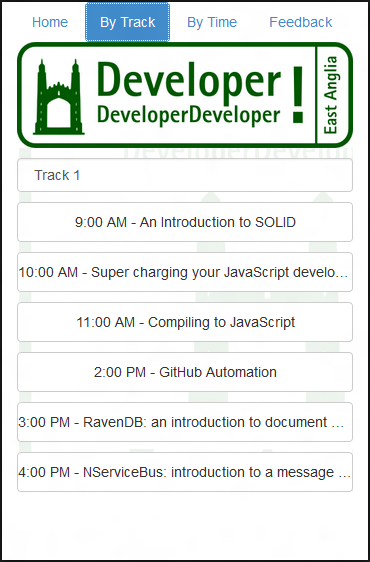 Home By Track By Time Feedback
Developer !
DeveloperDeveloper
East Anglia
DeveloperDevelop
Track 1
9:00 AM - An Introduction to SOLID
10:00 AM - Super charging your JavaScript develo...
11:00 AM - Compiling to JavaScript
2:00 PM - GitHub Automation
3:00 PM - RavenDB: an introduction to document ...
4:00 PM - NServiceBus: introduction to a message ...